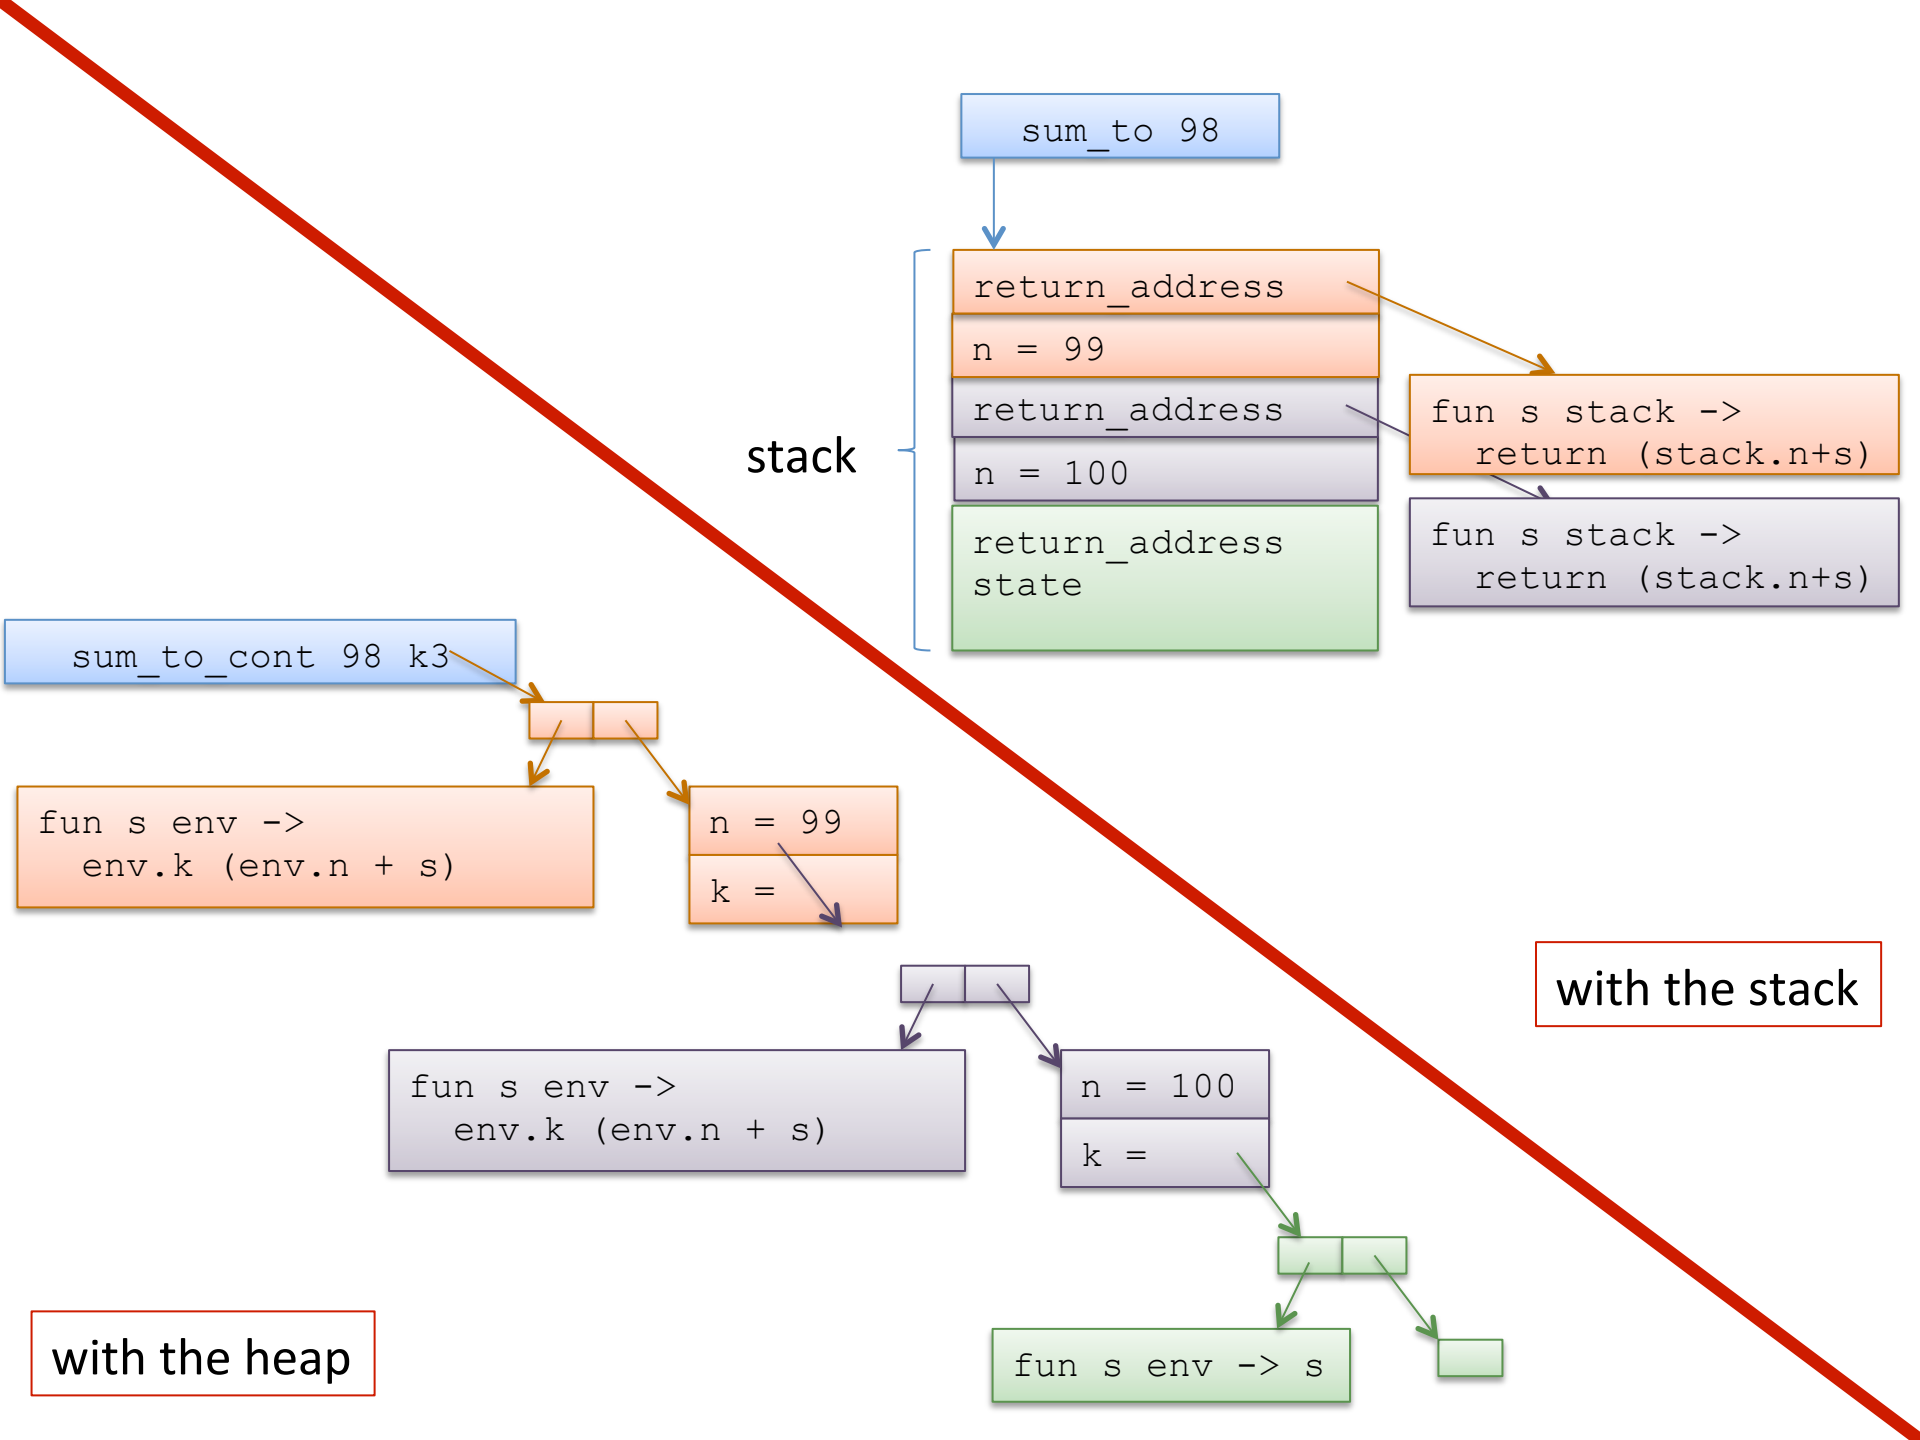 sum_to 98
return_address
n = 99
return_address
n = 100
return_address
state
stack
fun s stack ->
return (stack.n+s)
fun s stack ->
return (stack.n+s)
with the stack
sum_to_cont 98 k3
fun s env ->
env.k (env.n + s)
n = 99
k =
fun s env ->
env.k (env.n + s)
n = 100
k =
fun s env -> s
with the heap